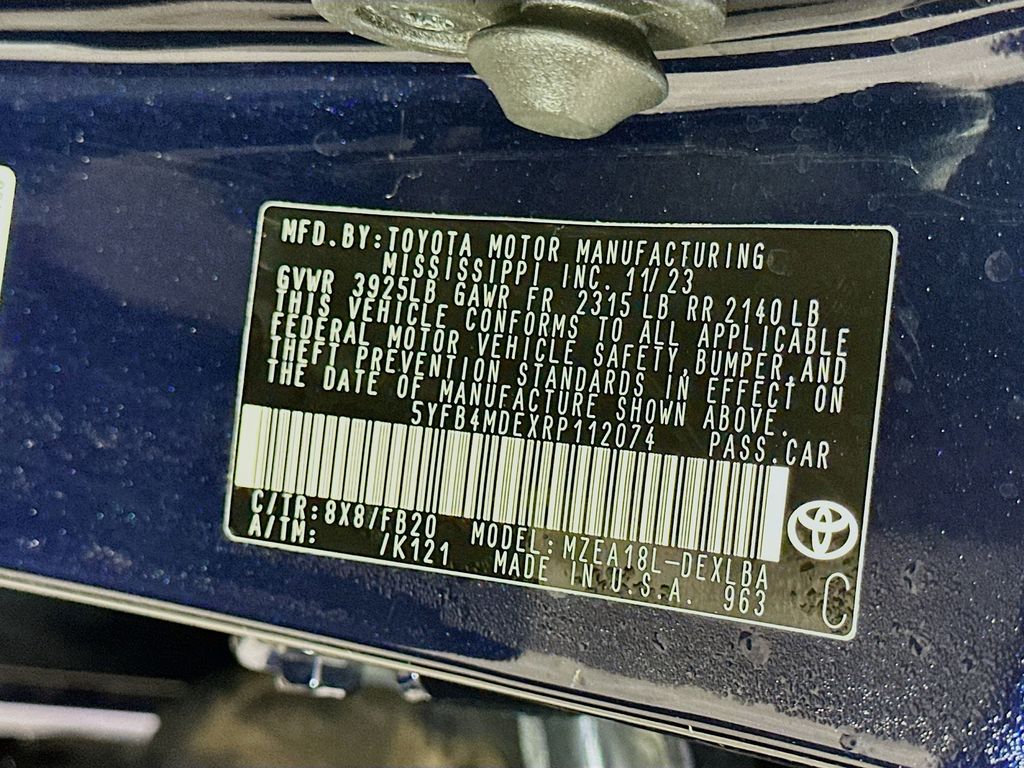 MFD.BY:TOYOTA MOTOR MANUFACTURING
MISSISSIPPI INC. 11/23
GVWR 3925LB GAWR FR 2315 LB RR 2140 LB
THIS VEHICLE CONFORMS TO ALL APPLICABLE
FEDERAL MOTOR VEHICLE SAFETY,BUMPER,AND
THEFT PREVENTION STANDARDS IN EFFECT ON
THE DATE OF MANUFACTURE SHOWN ABOVE.
5YFB4MDEXRP112074 PASS.CAR
C/TR:8X8/FB20 MODEL:MZEA18L-DEXLBA
A/TM: /K121 MADE IN U.S.A. 963
C